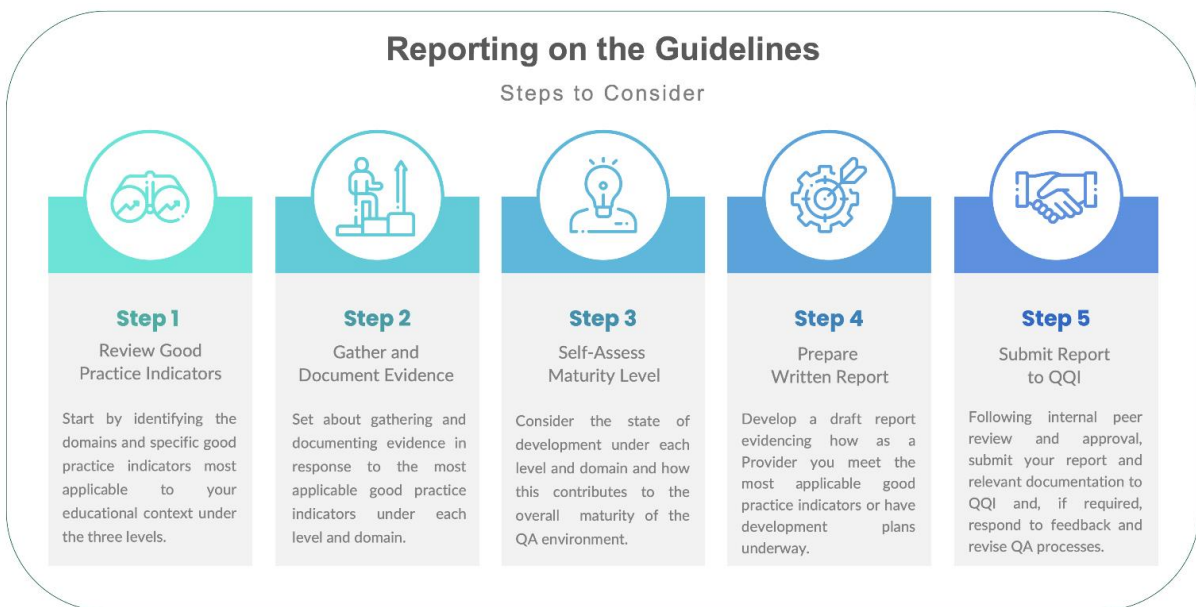 Reporting on the Guidelines
Steps to Consider
Step 1
Review Good
Practice Indicators
Start by identifying the
domains and specific good
practice indicators most
applicable to your
educational context under
the three levels.
Step 2
Gather and
Document Evidence
Set about gathering and
documenting evidence in
response to the most
applicable good practice
indicators under each
level and domain.
Step 3
Self-Assess
Maturity Level
Consider the state of
development under each
level and domain and how
this contributes to the
overall maturity of the
QA environment.
Step 4
Prepare
Written Report
Develop a draft report
evidencing how as a
Provider you meet the
most applicable good
practice indicators or have
development plans
underway.
Step 5
Submit Report
to QQI
Following internal peer
review and approval,
submit your report and
relevant documentation to
QQI and, if required,
respond to feedback and
revise QA processes.